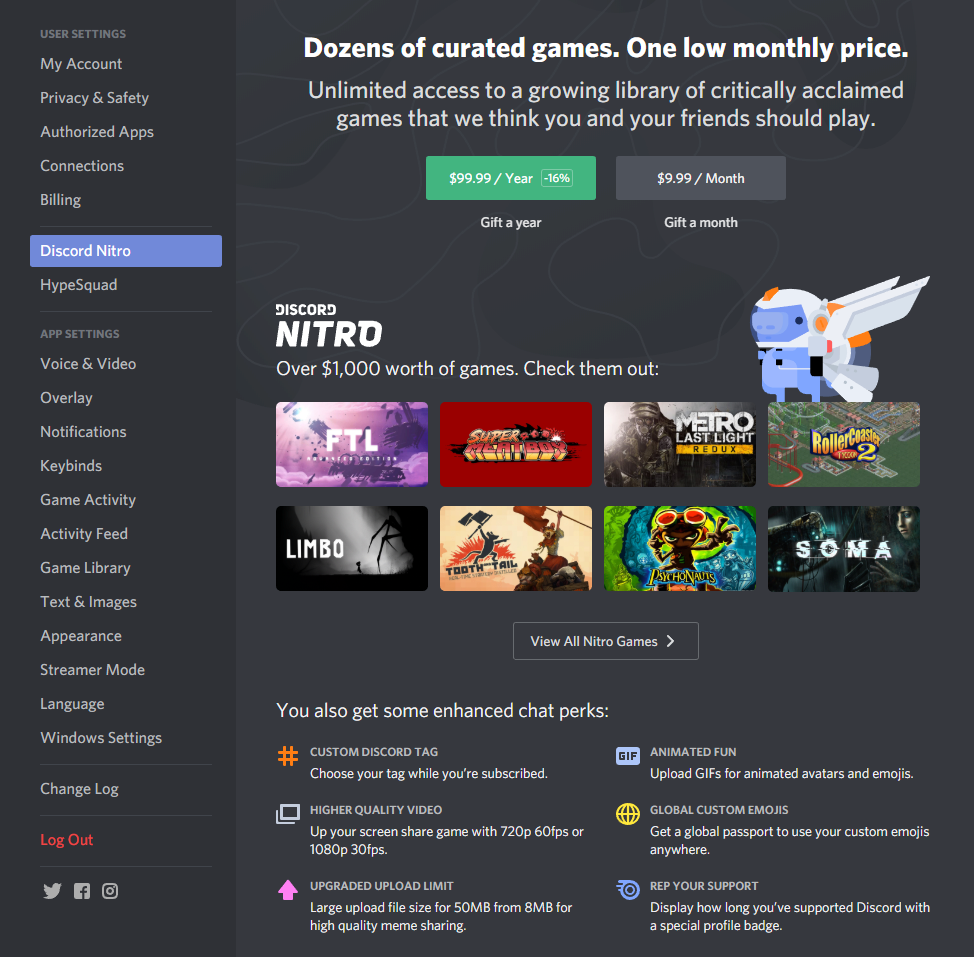 USER SETTINGS
My Account
Privacy & Safety
Authorized Apps
Connections
Billing
Discord Nitro
HypeSquad
APP SETTINGS
Voice & Video
Overlay
Notifications
Keybinds
Game Activity
Activity Feed
Game Library
Text & Images
Appearance
Streamer Mode
Language
Windows Settings
Change Log
Log Out
Dozens of curated games. One low monthly price.
Unlimited access to a growing library of critically acclaimed
games that we think you and your friends should play.
$99.99 / Year -16%
$9.99 / Month
Gift a year
Gift a month
DISCORD
NITRO
Over $1,000 worth of games. Check them out:
FTL
ADVANCED EDITION
SUPER
MEAT BOY
METRO
LAST LIGHT
REDUX
RollerCoaster
TYCOON 2
LIMBO
TOOTH AND TAIL
PSYCHONAUTS
SOMA
View All Nitro Games
You also get some enhanced chat perks:
CUSTOM DISCORD TAG
Choose your tag while you're subscribed.
GIF
ANIMATED FUN
Upload GIFs for animated avatars and emojis.
HIGHER QUALITY VIDEO
Up your screen share game with 720p 60fps or
1080p 30fps.
GLOBAL CUSTOM EMOJIS
Get a global passport to use your custom emojis
anywhere.
UPGRADED UPLOAD LIMIT
Large upload file size for 50MB from 8MB for
high quality meme sharing.
REP YOUR SUPPORT
Display how long you've supported Discord with
a special profile badge.